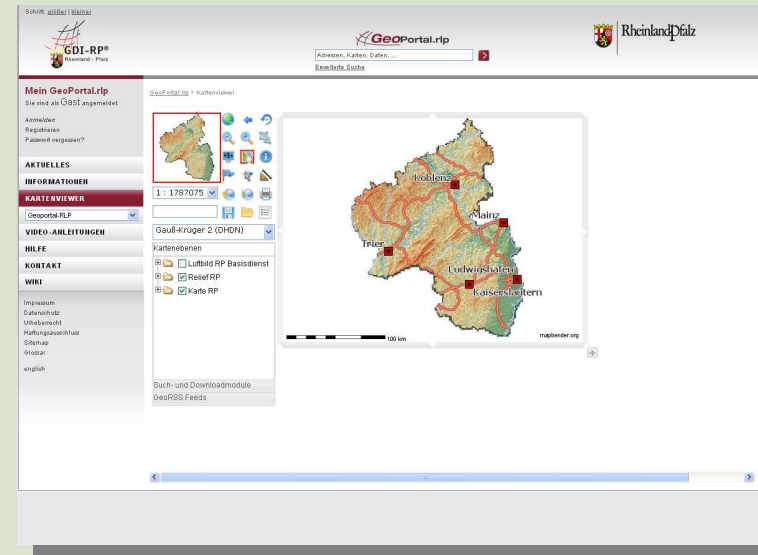 Schrift: größer | kleiner
GDI-RP®
Rheinland - Pfalz
GeoPortal.rlp
Adressen, Karten, Daten, ...
Erweiterte Suche
RheinlandPfalz
Mein GeoPortal.rlp
Sie sind als Gast angemeldet
Anmelden
Registrieren
Passwort vergessen?
AKTUELLES
INFORMATIONEN
KARTENVIEWER
Geoportal-RLP
VIDEO-ANLEITUNGEN
HILFE
KONTAKT
WIKI
Impressum
Datenschutz
Urheberrecht
Haftungsausschluss
Sitemap
Glossar
english
GeoPortal.rlp > Kartenviewer
1 : 1787075
Gauß-Krüger 2 (DHDN)
Kartenebenen
Luftbild RP Basisdienst
Relief RP
Karte RP
Such- und Downloadmodule
GeoRSS Feeds
Koblenz
Mainz
Trier
Ludwigshafen
Kaiserslautern
100 km
mapbender.org